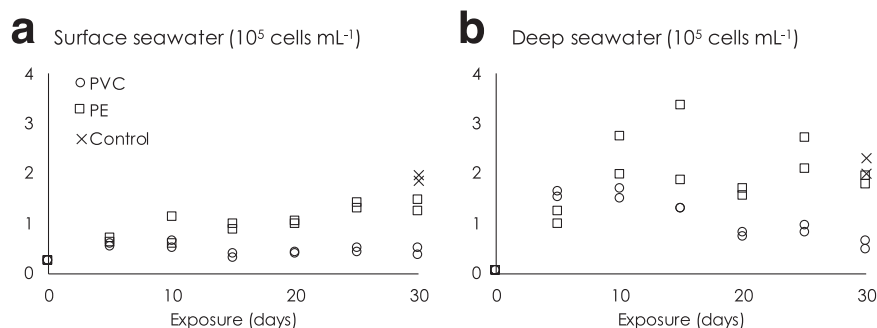 a Surface seawater (10⁵ cells mL⁻¹)
4
3
2
1
0
PVC
PE
Control
0 10 20 30
Exposure (days)
b Deep seawater (10⁵ cells mL⁻¹)
4
3
2
1
0
0 10 20 30
Exposure (days)